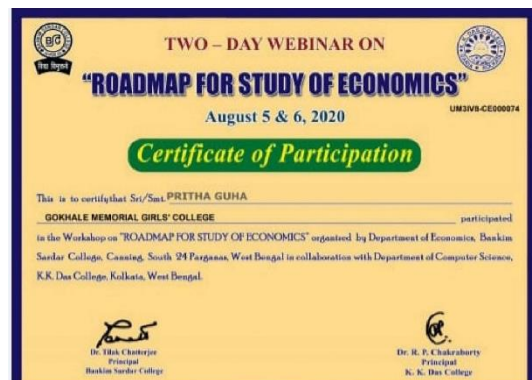 TWO – DAY WEBINAR ON
"ROADMAP FOR STUDY OF ECONOMICS"
August 5 & 6, 2020
UM3IV8-CE000074
Certificate of Participation
This is to certifythat Sri/Smt. PRITHA GUHA
GOKHALE MEMORIAL GIRLS' COLLEGE participated
in the Workshop on "ROADMAP FOR STUDY OF ECONOMICS" organised by Department of Economics, Bankim
Sardar College, Canning, South 24 Parganas, West Bengal in collaboration with Department of Computer Science,
K.K. Das College, Kolkata, West Bengal.
Dr. Tilak Chatterjee
Principal
Bankim Sardar College
Dr. R. P. Chakraborty
Principal
K. K. Das College